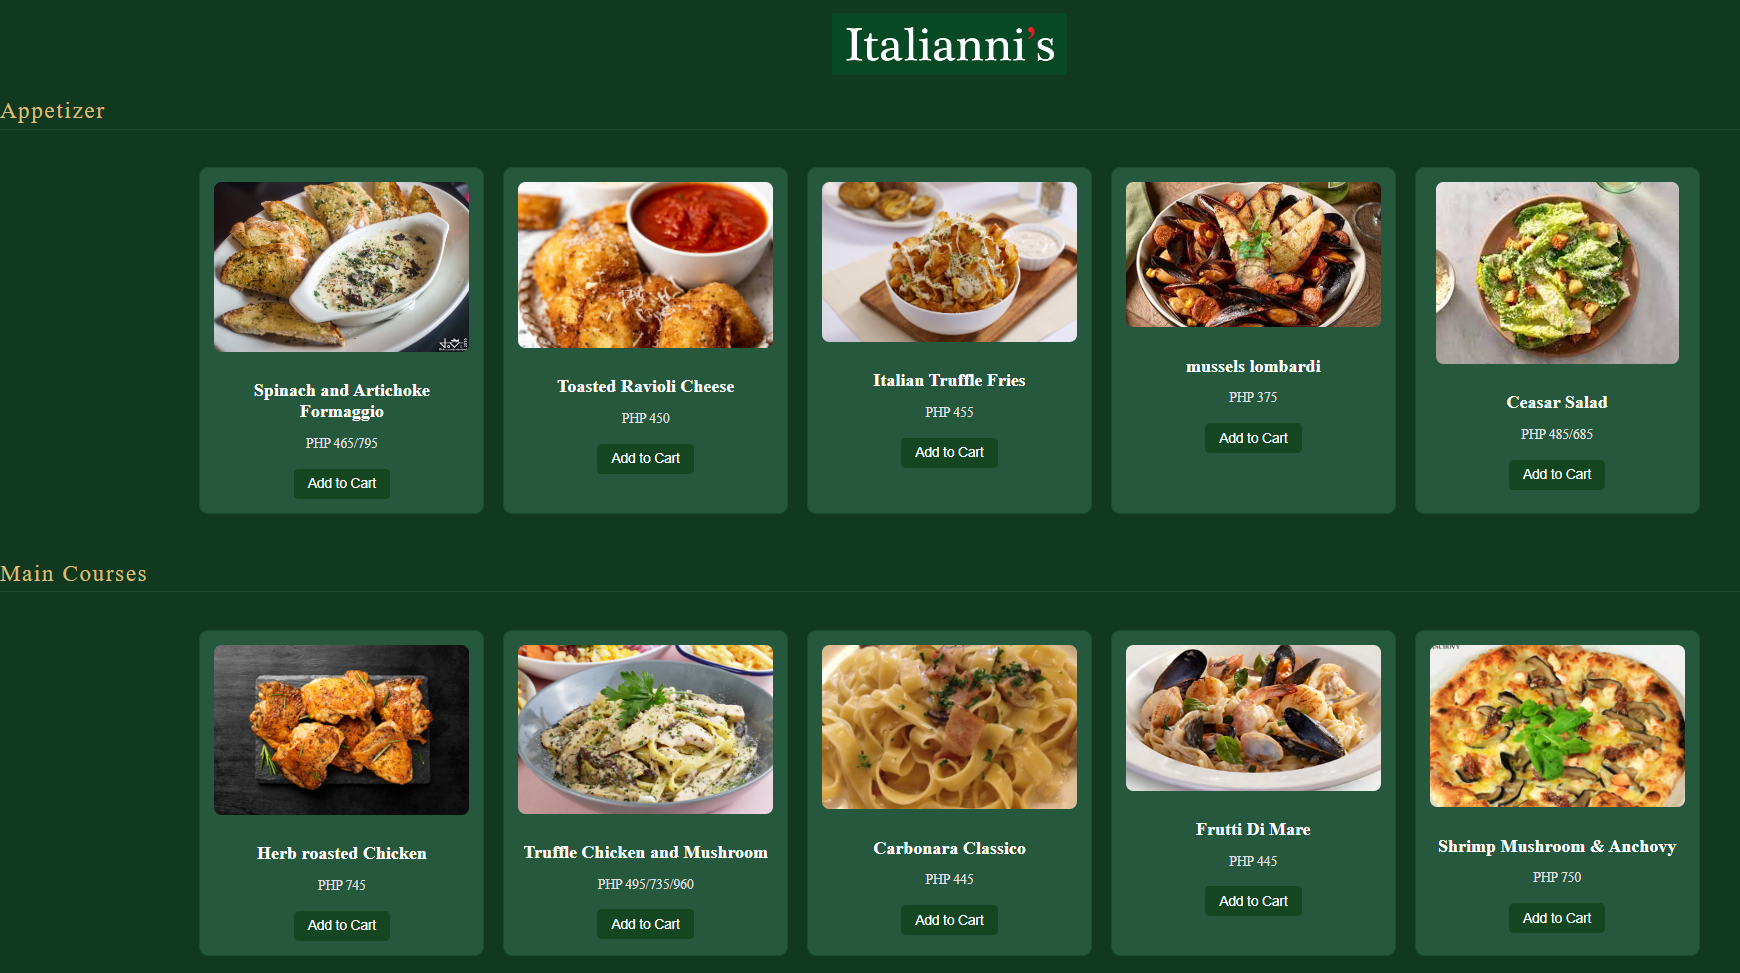 Italianni's
Appetizer
Spinach and Artichoke
Formaggio
PHP 465/795
Add to Cart
Toasted Ravioli Cheese
PHP 450
Add to Cart
Italian Truffle Fries
PHP 455
Add to Cart
mussels lombardi
PHP 375
Add to Cart
Ceasar Salad
PHP 485/685
Add to Cart
Main Courses
Herb roasted Chicken
PHP 745
Add to Cart
Truffle Chicken and Mushroom
PHP 495/735/960
Add to Cart
Carbonara Classico
PHP 445
Add to Cart
Frutti Di Mare
PHP 445
Add to Cart
Shrimp Mushroom & Anchovy
PHP 750
Add to Cart